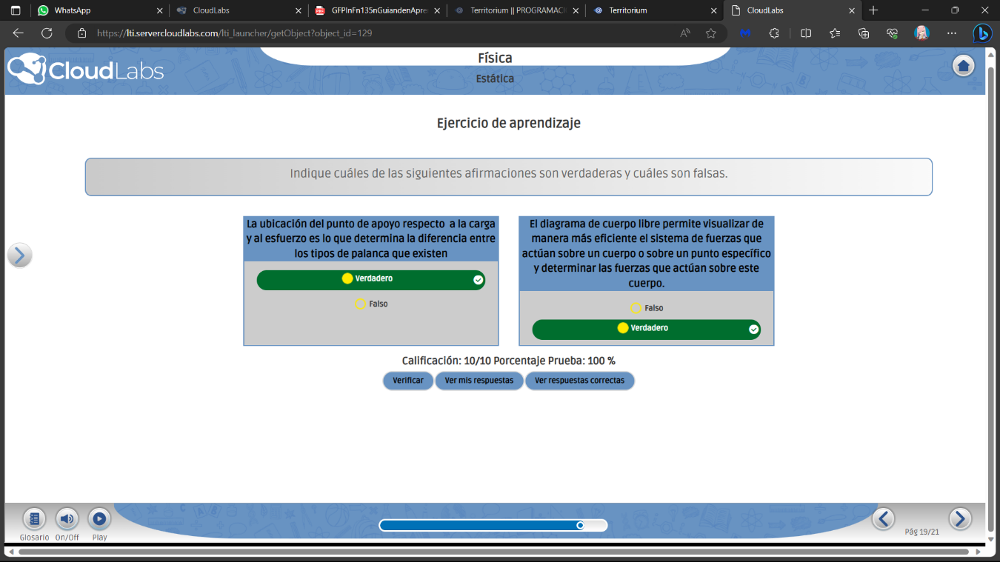 WhatsApp
CloudLabs
GFPInFn135nGuiandenApre
Territorium || PROGRAMACI
Territorium
CloudLabs
https://lti.servercloudlabs.com/lti_launcher/getObject?object_id=129
CloudLabs
Física
Estática
Ejercicio de aprendizaje
Indique cuáles de las siguientes afirmaciones son verdaderas y cuáles son falsas.
La ubicación del punto de apoyo respecto a la carga
y al esfuerzo es lo que determina la diferencia entre
los tipos de palanca que existen
Verdadero
Falso
El diagrama de cuerpo libre permite visualizar de
manera más eficiente el sistema de fuerzas que
actúan sobre un cuerpo o sobre un punto específico
y determinar las fuerzas que actúan sobre este
cuerpo.
Falso
Verdadero
Calificación: 10/10 Porcentaje Prueba: 100 %
Verificar
Ver mis respuestas
Ver respuestas correctas
Glosario
On/Off
Play
Pág 19/21